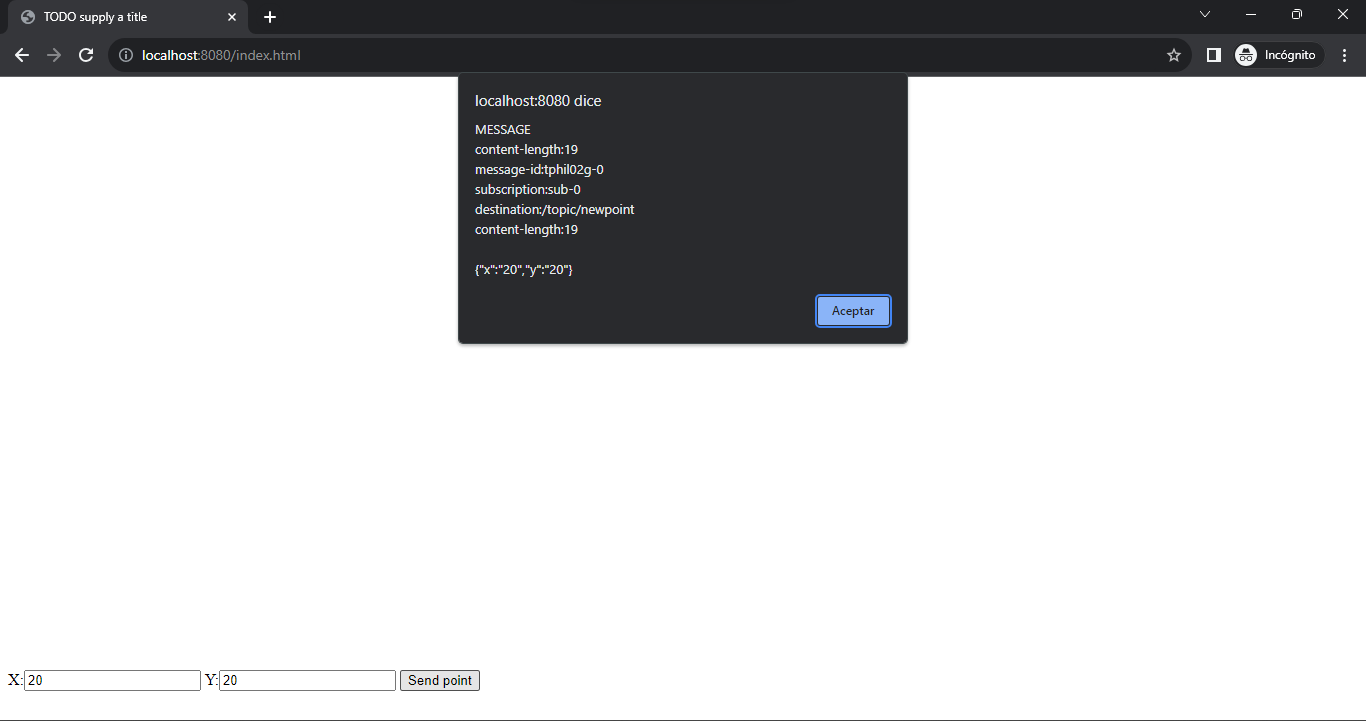 TODO supply a title
localhost:8080/index.html
Incógnito
localhost:8080 dice
MESSAGE
content-length:19
message-id:tphil02g-0
subscription:sub-0
destination:/topic/newpoint
content-length:19
{"x":"20","y":"20"}
Aceptar
X: 20 Y: 20 Send point